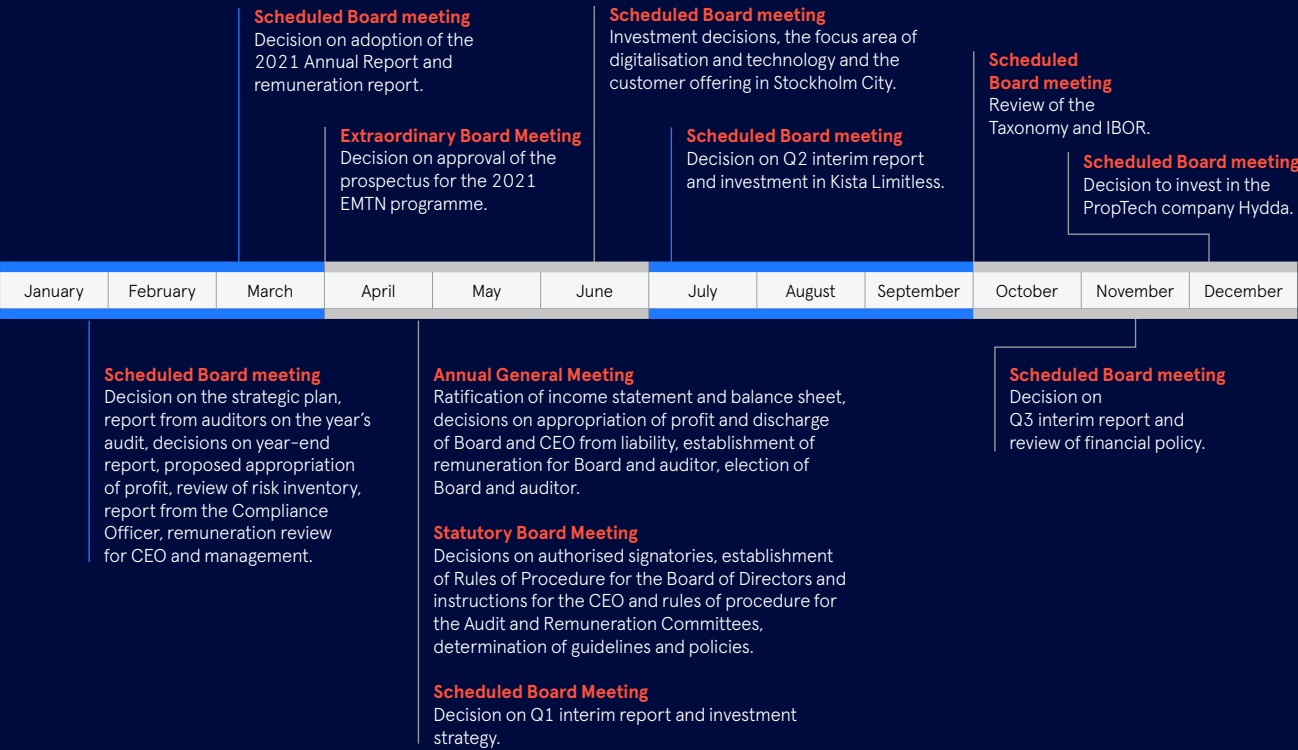 Scheduled Board meeting
Decision on adoption of the
2021 Annual Report and
remuneration report.
Extraordinary Board Meeting
Decision on approval of the
prospectus for the 2021
EMTN programme.
Scheduled Board meeting
Investment decisions, the focus area of
digitalisation and technology and the
customer offering in Stockholm City.
Scheduled Board meeting
Decision on Q2 interim report
and investment in Kista Limitless.
Scheduled
Board meeting
Review of the
Taxonomy and IBOR.
Scheduled Board meeting
Decision to invest in the
PropTech company Hydda.
January
February
March
April
May
June
July
August
September
October
November
December
Scheduled Board meeting
Decision on the strategic plan,
report from auditors on the year's
audit, decisions on year-end
report, proposed appropriation
of profit, review of risk inventory,
report from the Compliance
Officer, remuneration review
for CEO and management.
Annual General Meeting
Ratification of income statement and balance sheet,
decisions on appropriation of profit and discharge
of Board and CEO from liability, establishment of
remuneration for Board and auditor, election of
Board and auditor.
Statutory Board Meeting
Decisions on authorised signatories, establishment
of Rules of Procedure for the Board of Directors and
instructions for the CEO and rules of procedure for
the Audit and Remuneration Committees,
determination of guidelines and policies.
Scheduled Board Meeting
Decision on Q1 interim report and investment
strategy.
Scheduled Board meeting
Decision on
Q3 interim report and
review of financial policy.